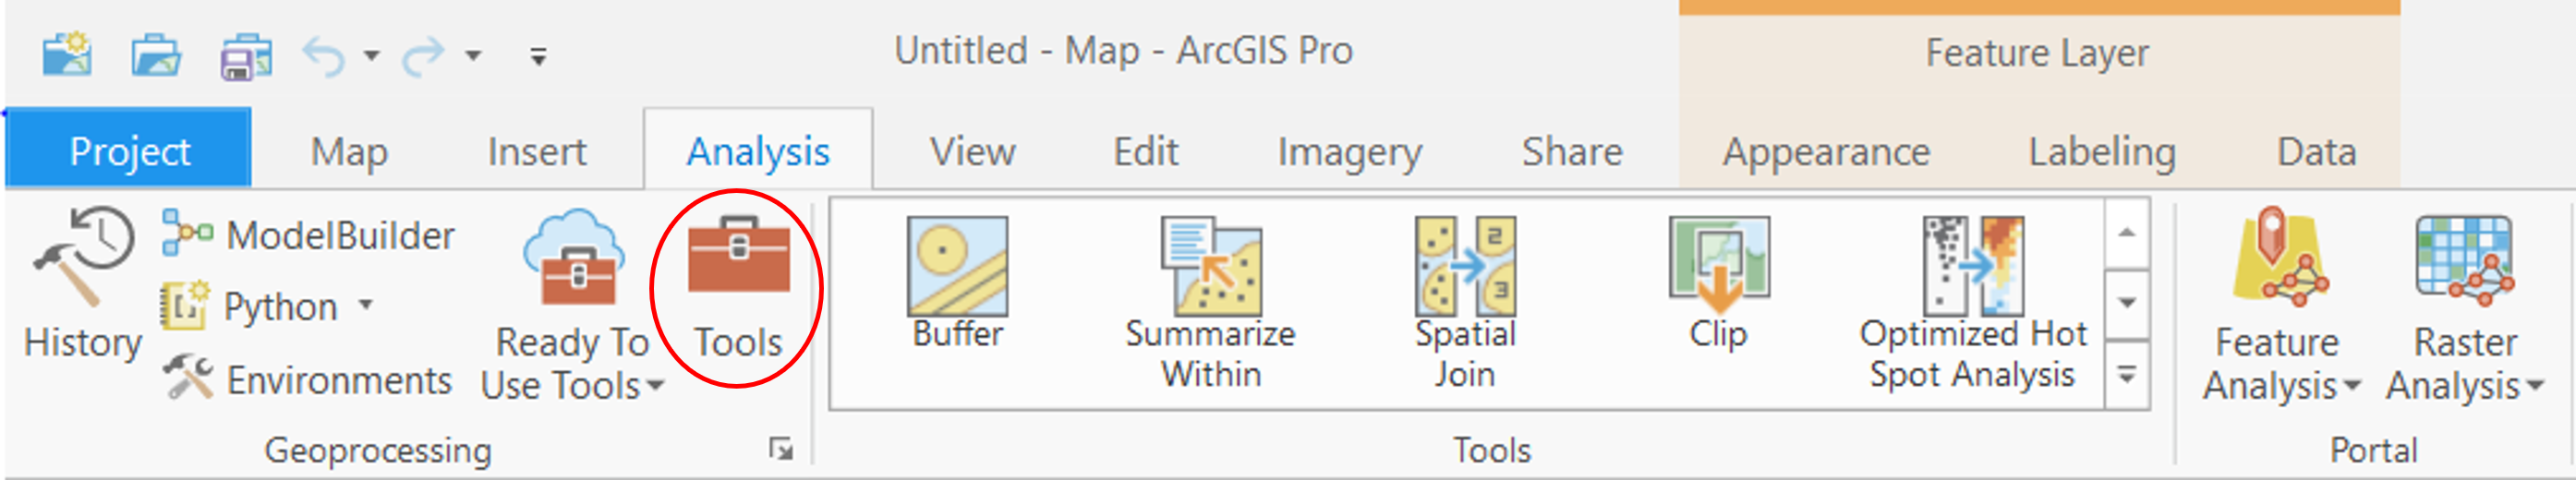 Untitled - Map - ArcGIS Pro
Feature Layer
Project Map Insert Analysis View Edit Imagery Share Appearance Labeling Data
History
ModelBuilder
Python
Environments
Ready To
Use Tools
Tools
Buffer
Summarize
Within
2
3
Spatial
Join
Clip
Optimized Hot
Spot Analysis
Feature
Analysis
Raster
Analysis
Geoprocessing
Tools
Portal